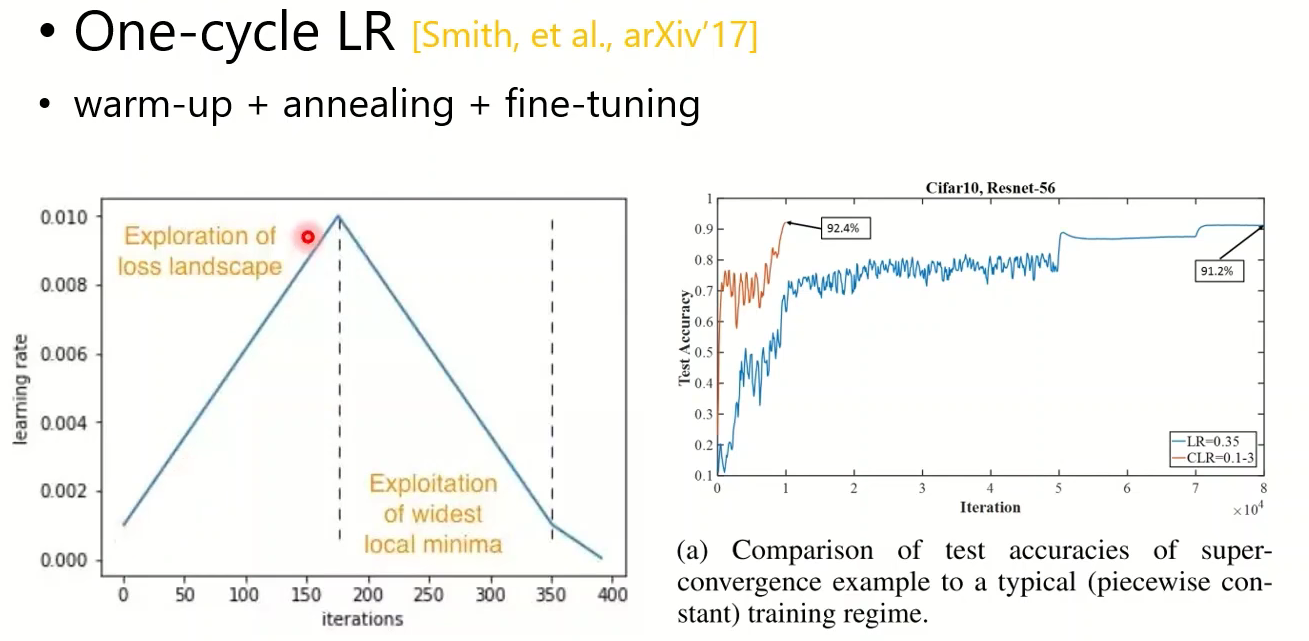 • One-cycle LR [Smith, et al., arXiv'17]
• warm-up + annealing + fine-tuning
0.010
0.008
0.006
0.004
0.002
0.000
learning rate
Exploration of
loss landscape
Exploitation
of widest
local minima
0 50 100 150 200 250 300 350 400
iterations
Cifar10, Resnet-56
1
0.9
0.8
0.7
0.6
0.5
0.4
0.3
0.2
0.1
Test Accuracy
92.4%
91.2%
LR=0.35
CLR=0.1-3
0 1 2 3 4 5 6 7 8
Iteration
×10⁴
(a) Comparison of test accuracies of super-
convergence example to a typical (piecewise con-
stant) training regime.